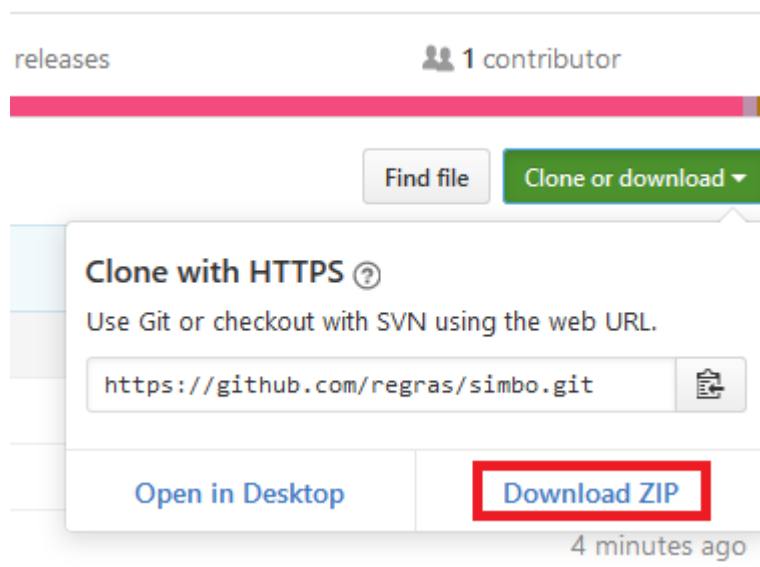 releases
1 contributor
Find file
Clone or download
Clone with HTTPS
Use Git or checkout with SVN using the web URL.
https://github.com/regras/simbo.git
Open in Desktop
Download ZIP
4 minutes ago